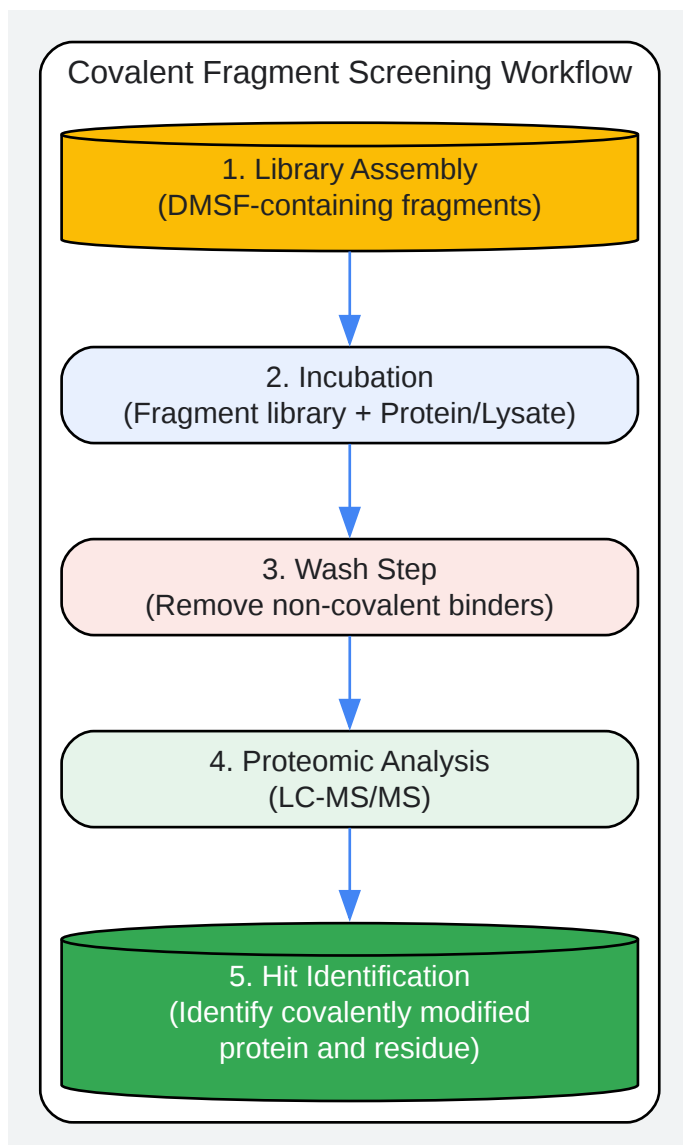 Covalent Fragment Screening Workflow
1. Library Assembly
(DMSF-containing fragments)
2. Incubation
(Fragment library + Protein/Lysate)
3. Wash Step
(Remove non-covalent binders)
4. Proteomic Analysis
(LC-MS/MS)
5. Hit Identification
(Identify covalently modified
protein and residue)